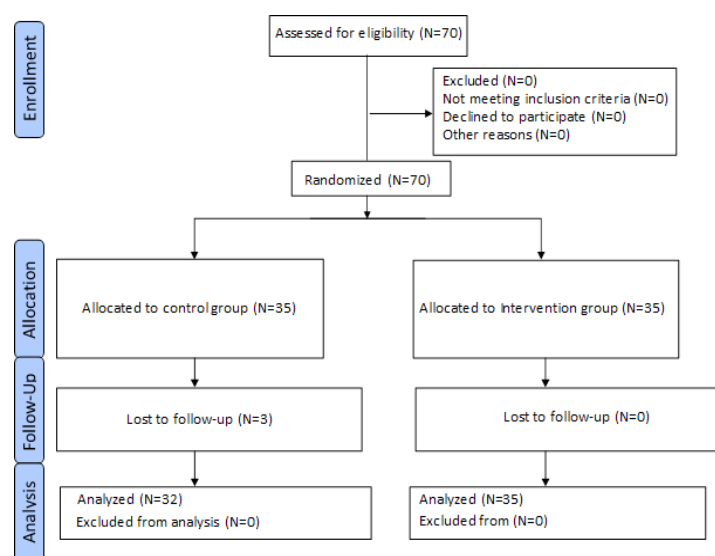 Enrollment
Assessed for eligibility (N=70)
Excluded (N=0)
Not meeting inclusion criteria (N=0)
Declined to participate (N=0)
Other reasons (N=0)
Randomized (N=70)
Allocation
Allocated to control group (N=35)
Allocated to Intervention group (N=35)
Follow-Up
Lost to follow-up (N=3)
Lost to follow-up (N=0)
Analysis
Analyzed (N=32)
Excluded from analysis (N=0)
Analyzed (N=35)
Excluded from (N=0)